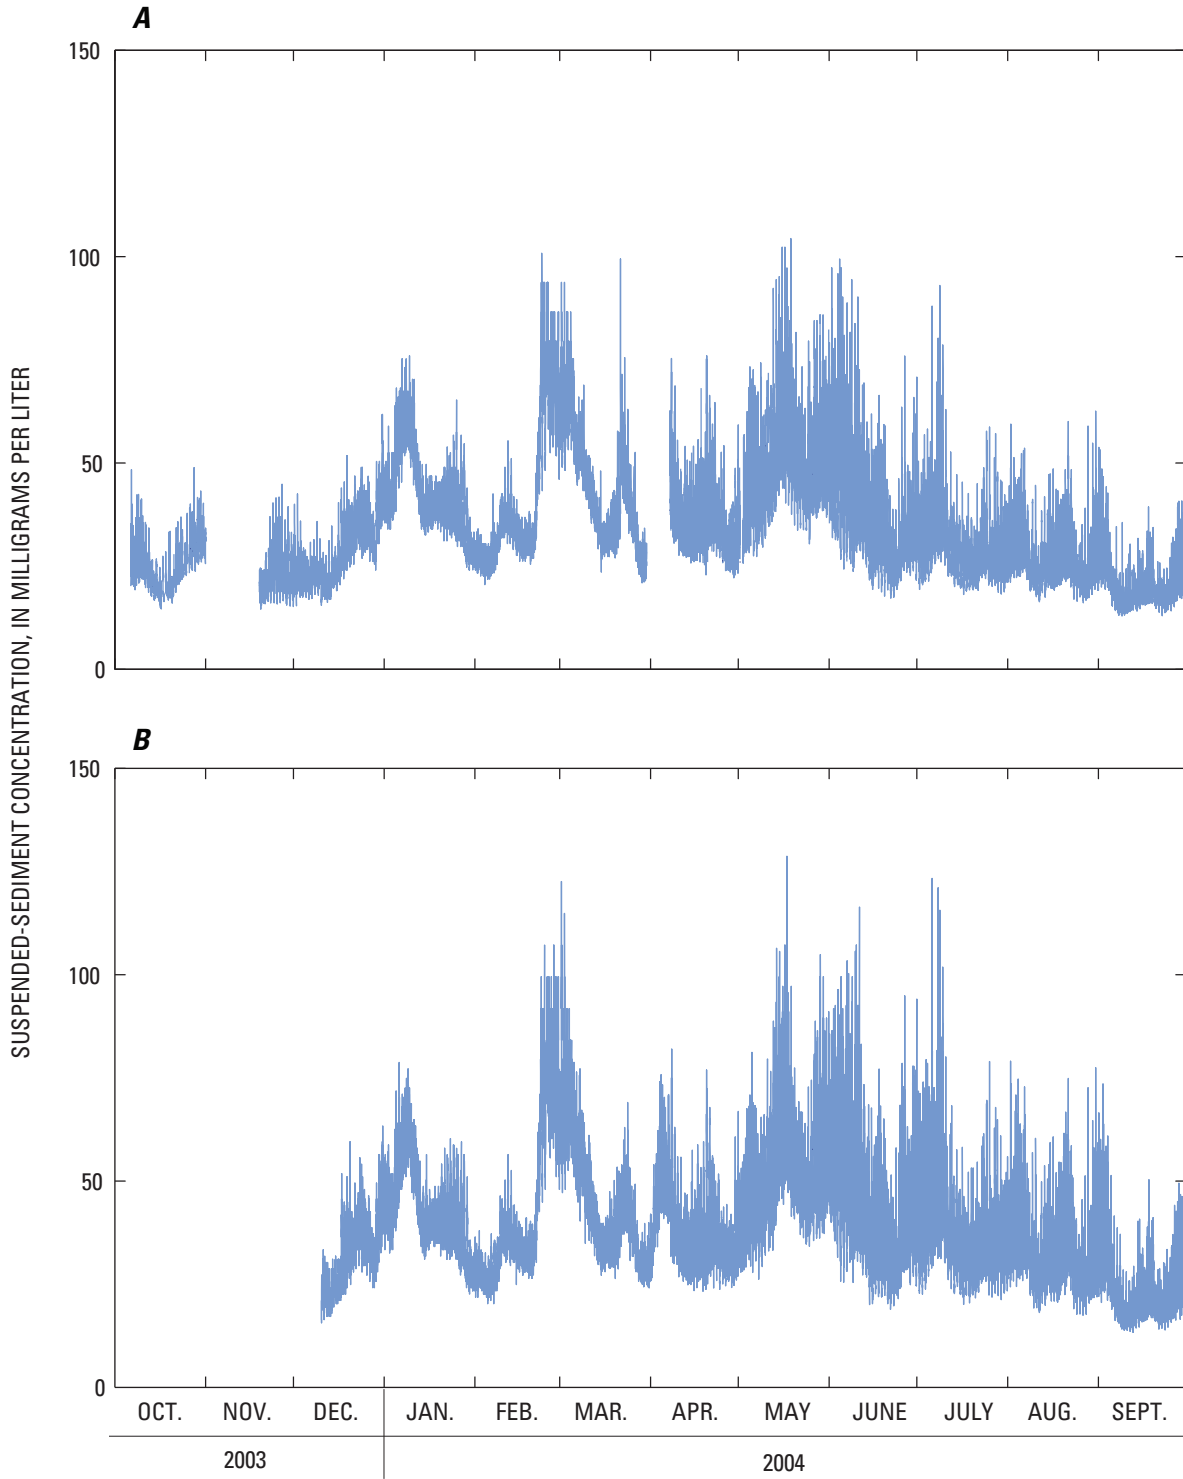 A
SUSPENDED-SEDIMENT CONCENTRATION, IN MILLIGRAMS PER LITER
150
100
50
0
B
150
100
50
0
OCT. NOV. DEC. JAN. FEB. MAR. APR. MAY JUNE JULY AUG. SEPT.
2003 2004